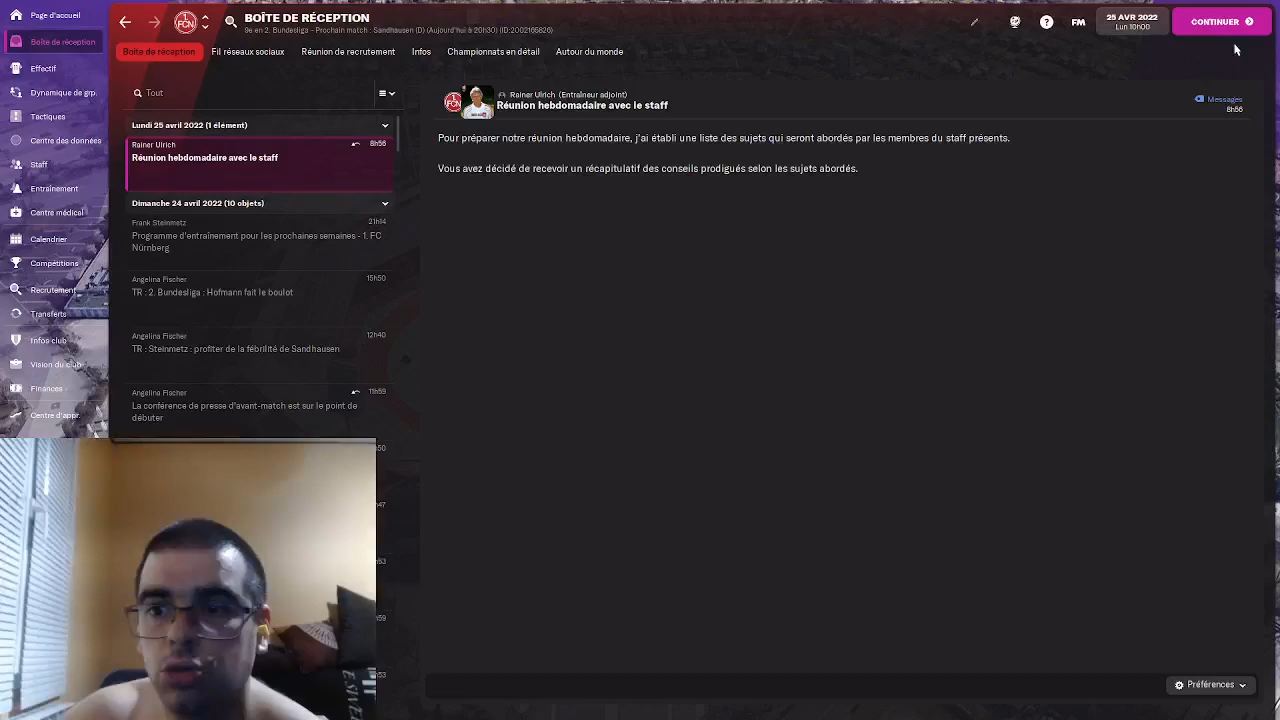 BOÎTE DE RÉCEPTION
9e en 2. Bundesliga - Prochain match : Sandhausen (D) (Aujourd'hui à 20h30) (ID:2002165826)
FM
25 AVR 2022
Lun 10h00
CONTINUER
Accueil
Boîte de réception
Effectif
Dynamique de grp.
Tactiques
Centre des données
Staff
Entraînement
Centre médical
Calendrier
Compétitions
Recrutement
Transferts
Infos club
Vision du club
Finances
Centre d'appr.
Boîte de réception
Fil réseaux sociaux
Réunion de recrutement
Infos
Championnats en détail
Autour du monde
Tout
Lundi 25 avril 2022 (1 élément)
Rainer Ulrich
8h56
Réunion hebdomadaire avec le staff
Dimanche 24 avril 2022 (10 objets)
Frank Steinmetz
21h14
Programme d'entraînement pour les prochaines semaines - 1. FC
Nürnberg
Angelina Fischer
15h50
TR : 2. Bundesliga : Hofmann fait le boulot
Angelina Fischer
12h40
TR : Steinmetz : profiter de la fébrilité de Sandhausen
Angelina Fischer
11h59
La conférence de presse d'avant-match est sur le point de
débuter
Rainer Ulrich (Entraîneur adjoint)
Réunion hebdomadaire avec le staff
Messages
8h56
Pour préparer notre réunion hebdomadaire, j'ai établi une liste des sujets qui seront abordés par les membres du staff présents.
Vous avez décidé de recevoir un récapitulatif des conseils prodigués selon les sujets abordés.
Préférences